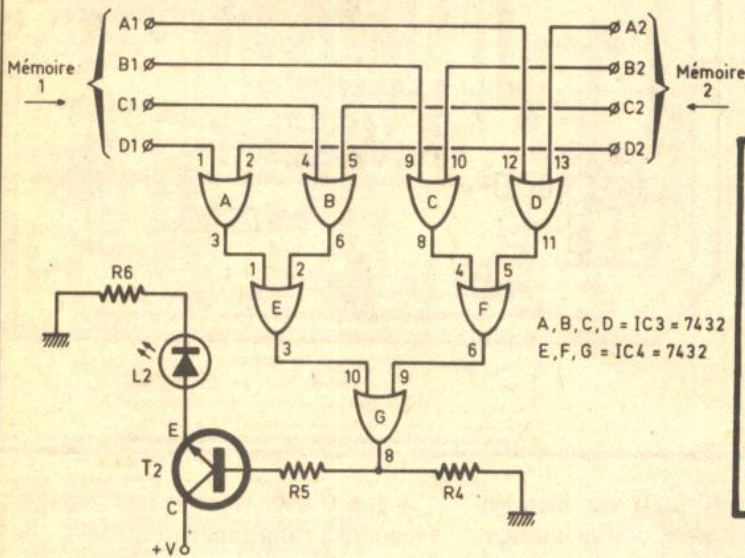 A1 A2
Mémoire 1
B1 B2
Mémoire 2
C1 C2
D1 D2
1 2 4 5 9 10 12 13
A B C D
3 6 8 11
R6
1 2 4 5
E F
A,B,C,D = IC3 = 7432
E,F,G = IC4 = 7432
L2
3 6
10 9
G
E
8
T2
R5 R4
C
+V